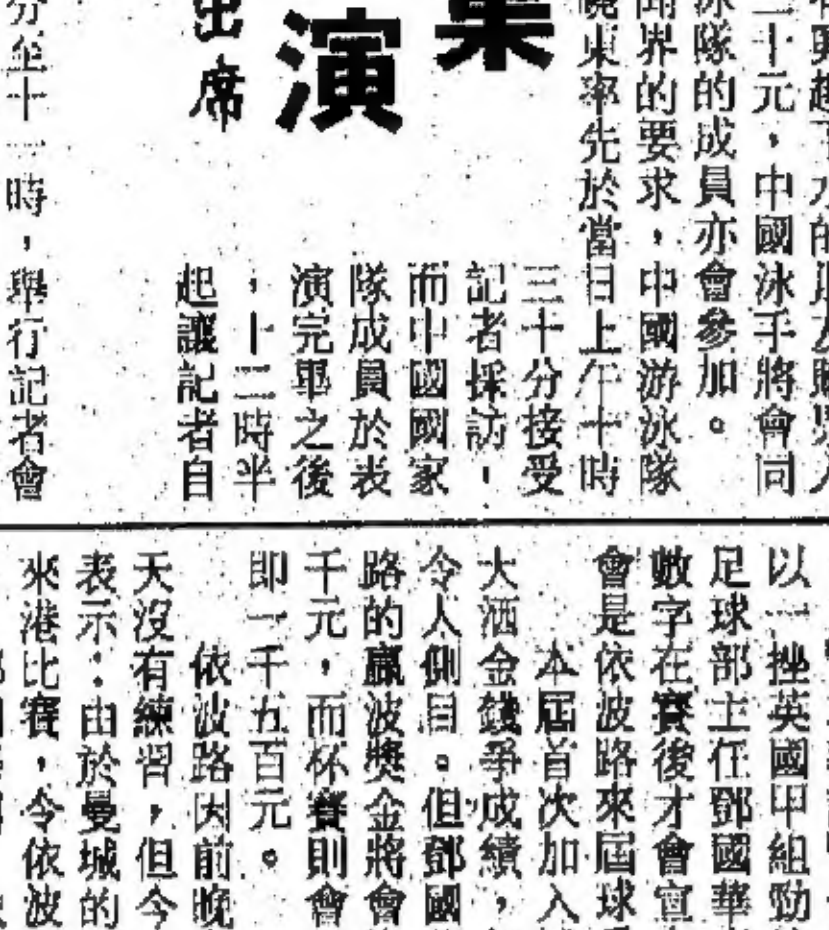 集
演
出席
二十元，中國泳手將會同
泳隊的成員亦會參加。
聞界的要求，中國游泳隊
曉東率先於當日上午十時
三十分接受
記者採訪，
而中國國家
隊成員於表
演完畢之後
，十二時半
起讓記者自
分至十一時，舉行記者會
以一挫英國甲組勁
足球部主任鄧國華
數字在賽後才會宣
會是依波路來屆球
本屆首次加入
大洒金錢爭成績，
令人側目。但鄧國
路的贏波獎金將會
千元，而杯賽則會
即一千五百元。
依波路因前晚
天沒有練習，但今
表示：由於曼城的
來港比賽，令依波